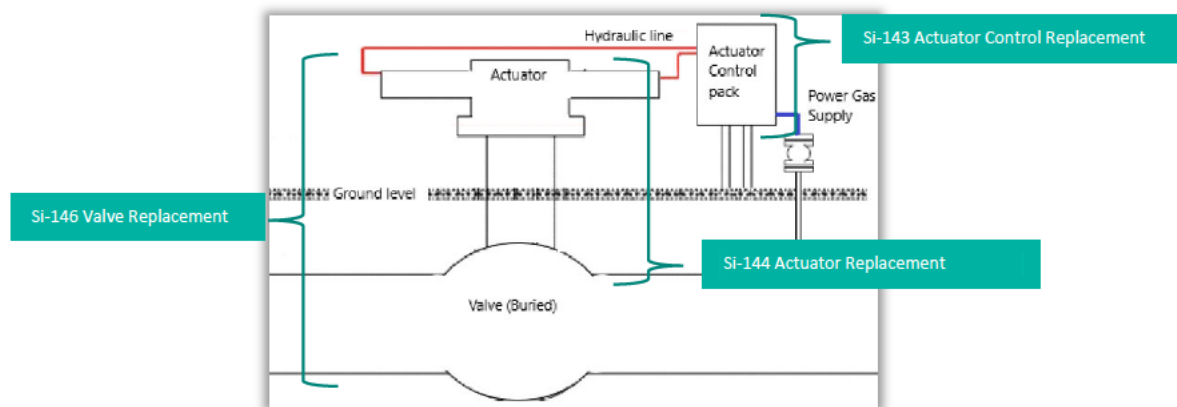 Hydraulic line
Si-143 Actuator Control Replacement
Actuator
Control
pack
Actuator
Power Gas
Supply
Ground level
Si-146 Valve Replacement
Si-144 Actuator Replacement
Valve (Buried)